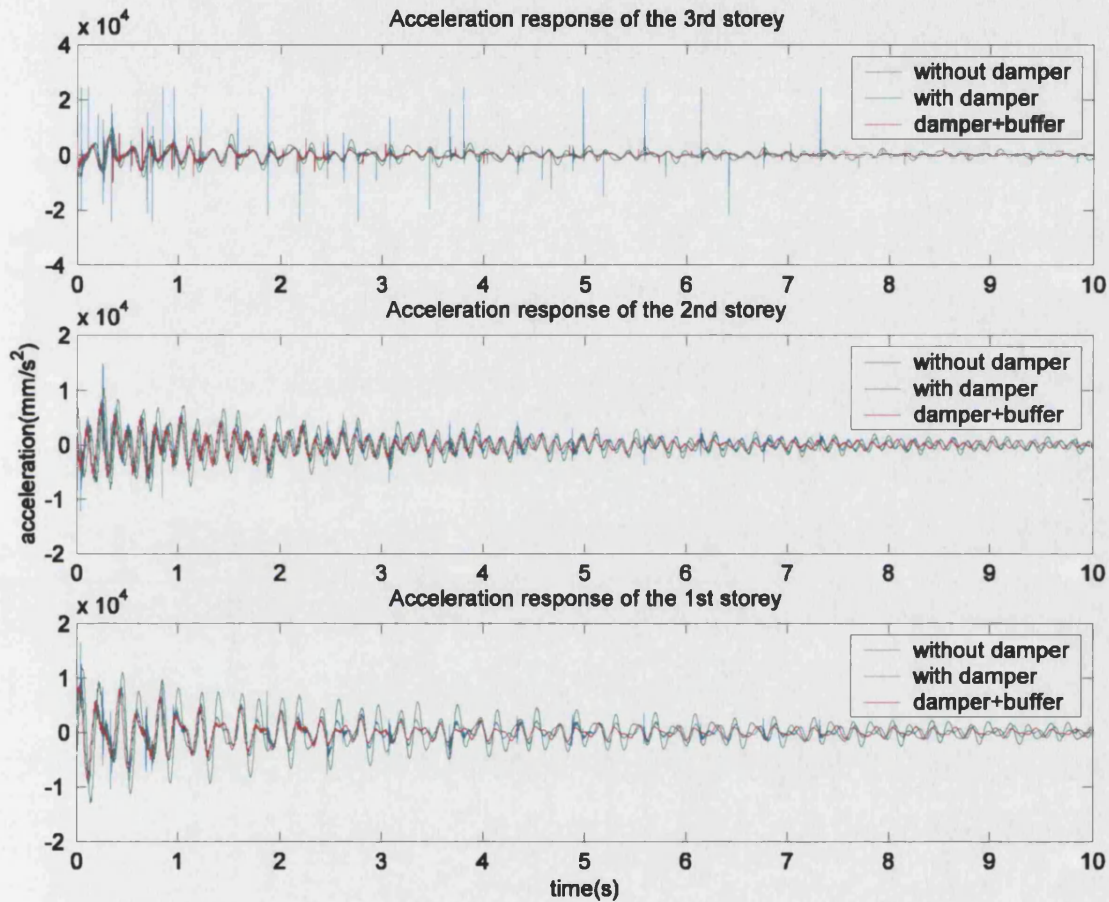 Acceleration response of the 3rd storey
x 10^4
4
2
0
-2
-4
without damper
with damper
damper+buffer
0 1 2 3 4 5 6 7 8 9 10
Acceleration response of the 2nd storey
x 10^4
2
1
0
-1
-2
without damper
with damper
damper+buffer
acceleration(mm/s^2)
0 1 2 3 4 5 6 7 8 9 10
Acceleration response of the 1st storey
x 10^4
2
1
0
-1
-2
without damper
with damper
damper+buffer
0 1 2 3 4 5 6 7 8 9 10
time(s)